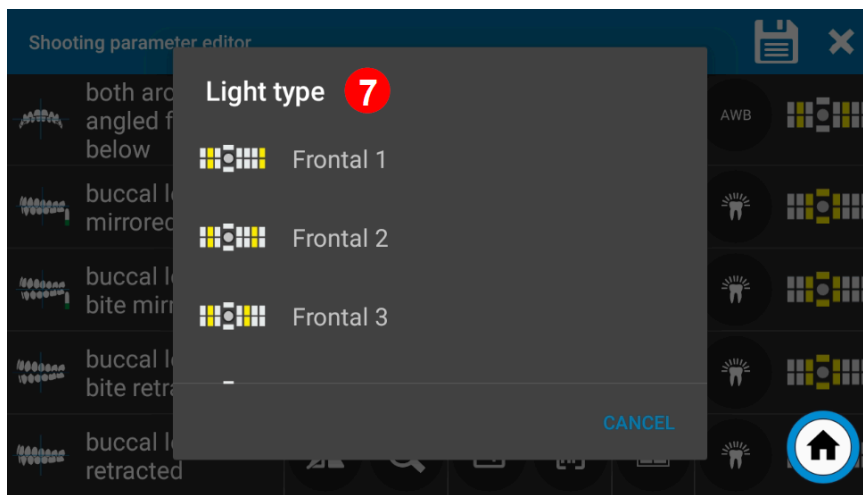 Shooting parameter editor
both arc
angled f
below
AWB
buccal l
mirrored
buccal l
bite mirr
buccal l
bite retra
buccal l
retracted
Light type 7
Frontal 1
Frontal 2
Frontal 3
CANCEL